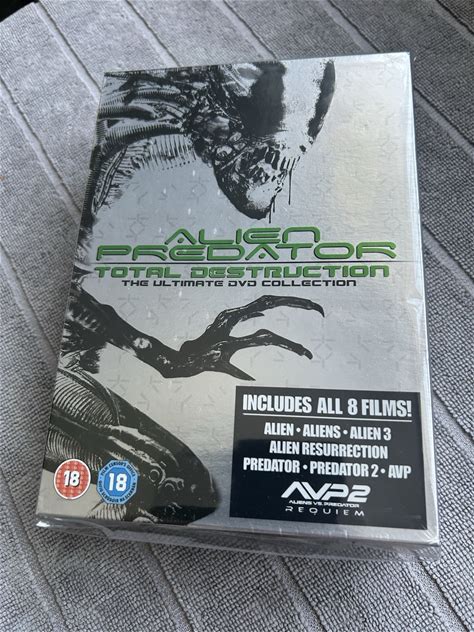 ALIEN
PREDATOR
TOTAL DESTRUCTION
THE ULTIMATE DVD COLLECTION
INCLUDES ALL 8 FILMS!
ALIEN • ALIENS • ALIEN 3
ALIEN RESURRECTION
PREDATOR • PREDATOR 2 • AVP
AVP2
ALIENS VS. PREDATOR
REQUIEM
18
18